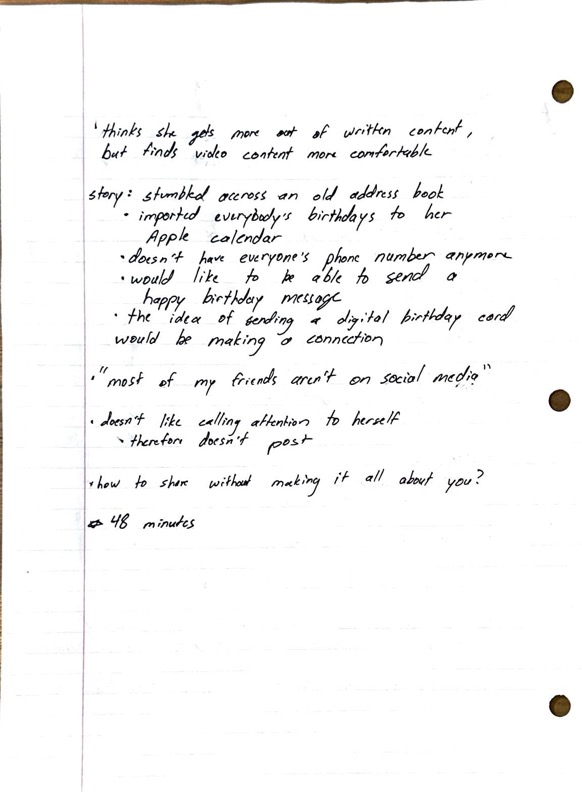 ' thinks she gets more out of written content,
but finds video content more comfortable
story: stumbled accross an old address book
• imported everybody's birthdays to her
Apple calendar
• doesn't have everyone's phone number anymore
• would like to be able to send a
happy birthday message
• the idea of sending a digital birthday card
would be making a connection
• "most of my friends aren't on social media"
• doesn't like calling attention to herself
↘ therefore doesn't post
• how to share without making it all about you?
48 minutes